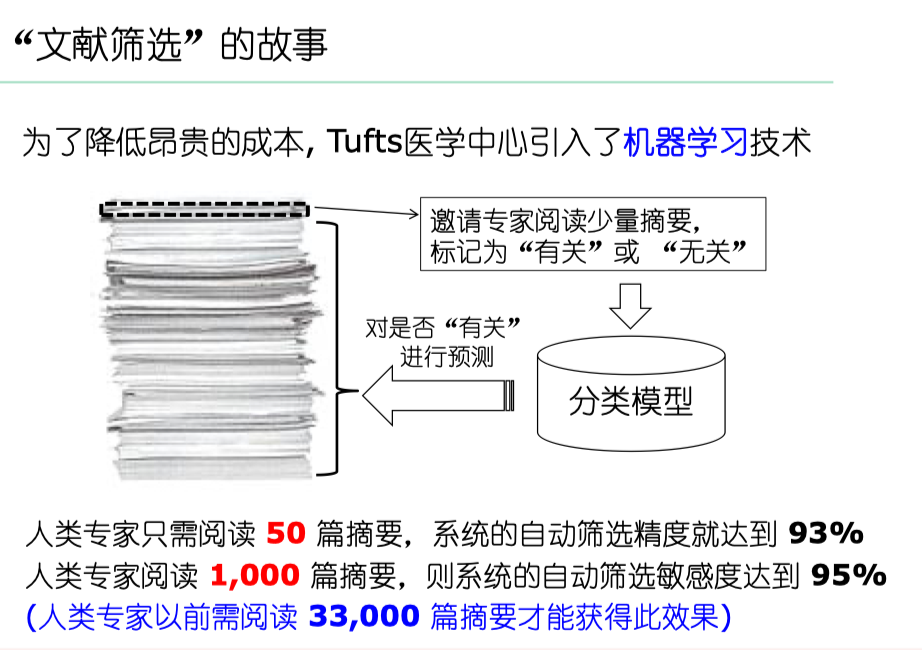 “文献筛选”的故事
为了降低昂贵的成本, Tufts医学中心引入了机器学习技术
邀请专家阅读少量摘要，
标记为“有关”或 “无关”
对是否“有关”
进行预测
分类模型
人类专家只需阅读 50 篇摘要，系统的自动筛选精度就达到 93%
人类专家阅读 1,000 篇摘要，则系统的自动筛选敏感度达到 95%
(人类专家以前需阅读 33,000 篇摘要才能获得此效果)